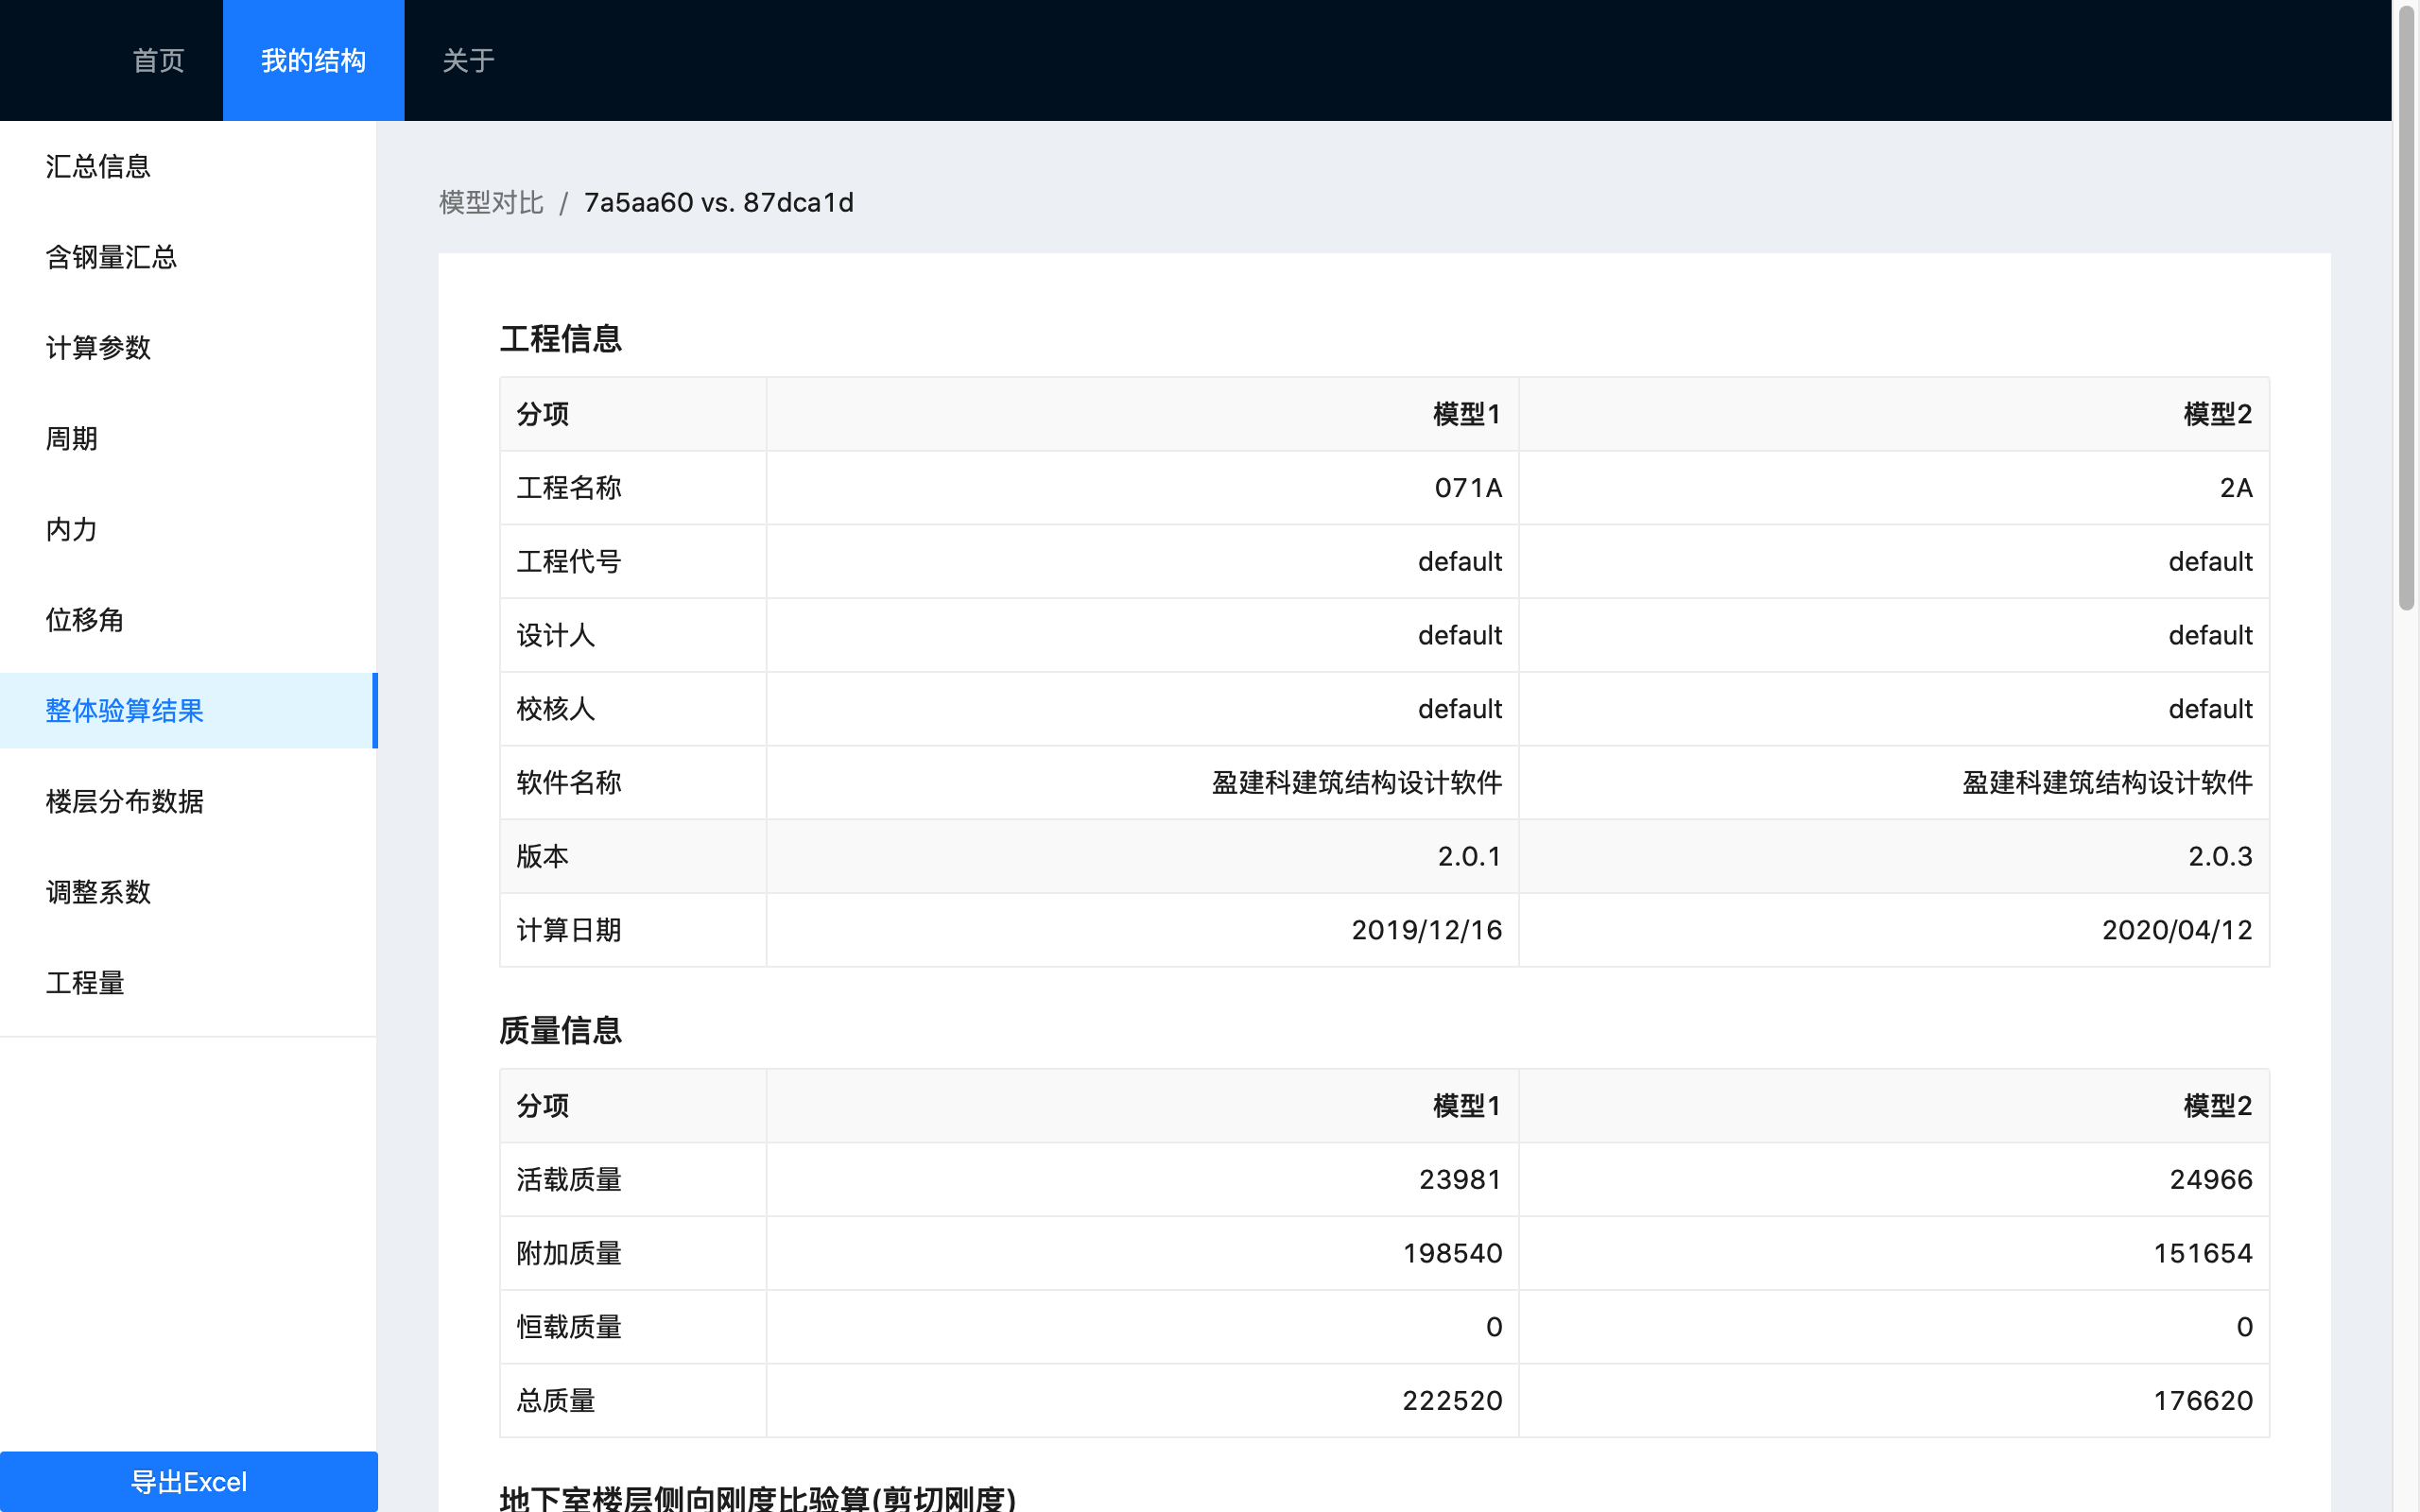 首页 我的结构 关于
汇总信息
含钢量汇总
计算参数
周期
内力
位移角
整体验算结果
楼层分布数据
调整系数
工程量
导出Excel
模型对比 / 7a5aa60 vs. 87dca1d
工程信息
分项 模型1 模型2
工程名称 071A 2A
工程代号 default default
设计人 default default
校核人 default default
软件名称 盈建科建筑结构设计软件 盈建科建筑结构设计软件
版本 2.0.1 2.0.3
计算日期 2019/12/16 2020/04/12
质量信息
分项 模型1 模型2
活载质量 23981 24966
附加质量 198540 151654
恒载质量 0 0
总质量 222520 176620
地下室楼层侧向刚度比验算(剪切刚度)